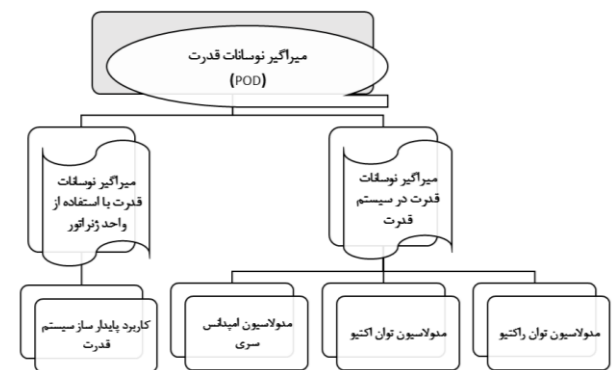 میراگیر نوسانات قدرت
(POD)
میراگیر نوسانات
قدرت در سیستم
قدرت
میراگیر نوسانات
قدرت با استفاده از
واحد ژنراتور
مدولاسیون توان راکتیو
مدولاسیون توان اکتیو
مدولاسیون امپدانس
سری
کاربرد پایدار ساز سیستم
قدرت